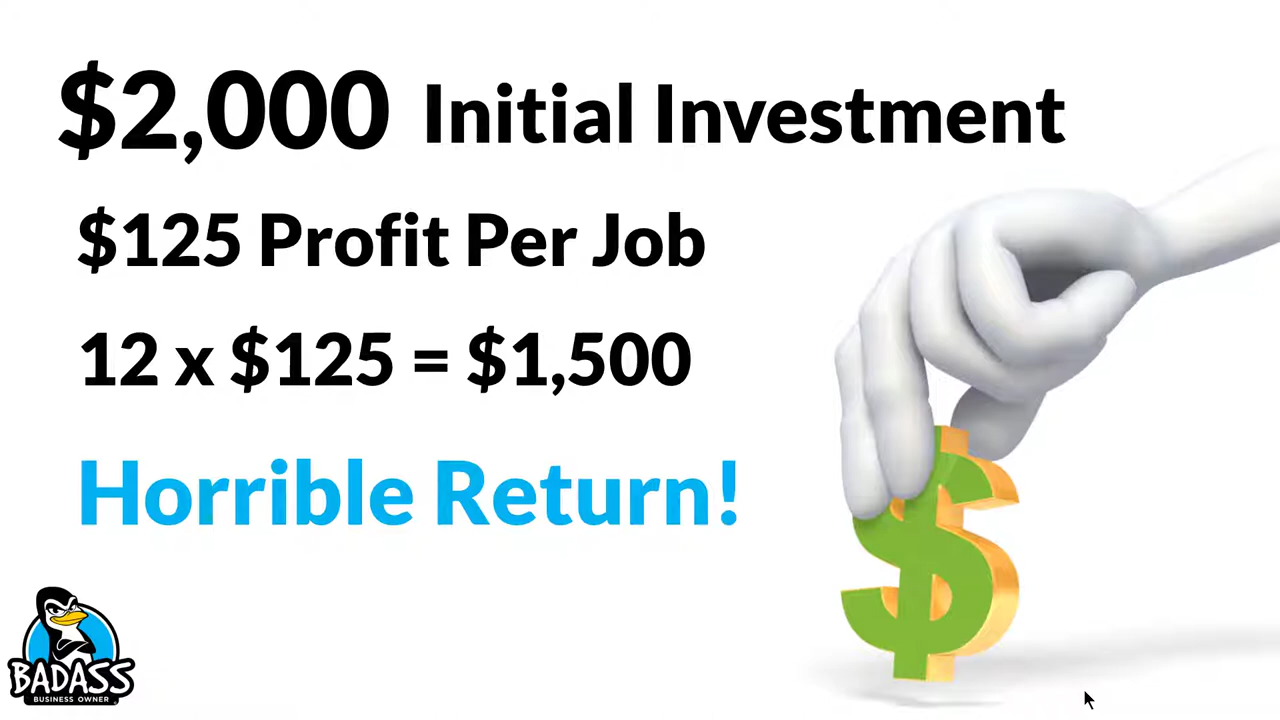 $2,000 Initial Investment
$125 Profit Per Job
12 x $125 = $1,500
Horrible Return!
BADASS
BUSINESS OWNER